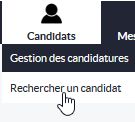 Candidats
Mes
Gestion des candidatures
Rechercher un candidat